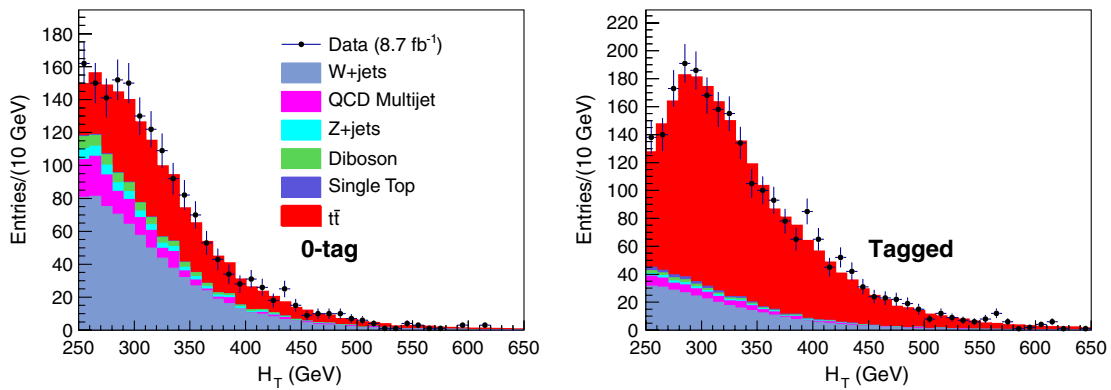 180
160
140
120
100
80
60
40
20
0
Entries/(10 GeV)
Data (8.7 fb⁻¹)
W+jets
QCD Multijet
Z+jets
Diboson
Single Top
tt̄
0-tag
250 300 350 400 450 500 550 600 650
H_T (GeV)
220
200
180
160
140
120
100
80
60
40
20
0
Entries/(10 GeV)
Tagged
250 300 350 400 450 500 550 600 650
H_T (GeV)